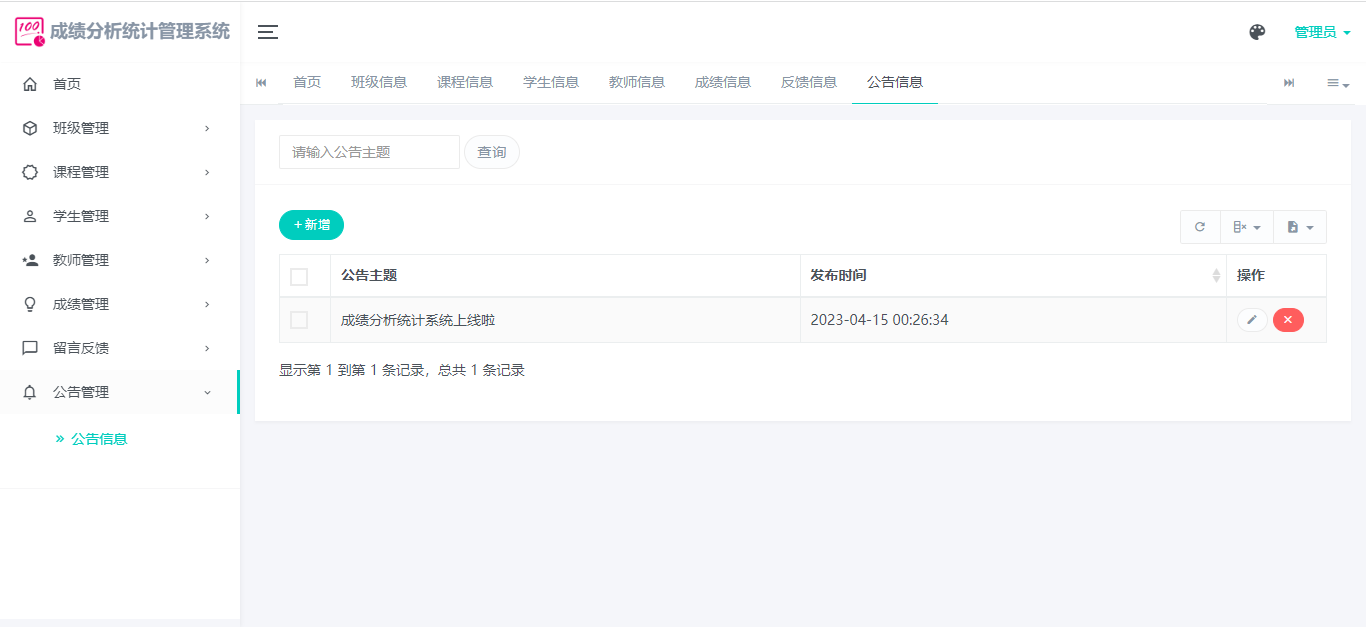 100 成绩分析统计管理系统
管理员
首页
班级管理
课程管理
学生管理
教师管理
成绩管理
留言反馈
公告管理
» 公告信息
首页 班级信息 课程信息 学生信息 教师信息 成绩信息 反馈信息 公告信息
请输入公告主题 查询
+ 新增
公告主题 发布时间 操作
成绩分析统计系统上线啦 2023-04-15 00:26:34
显示第 1 到第 1 条记录，总共 1 条记录